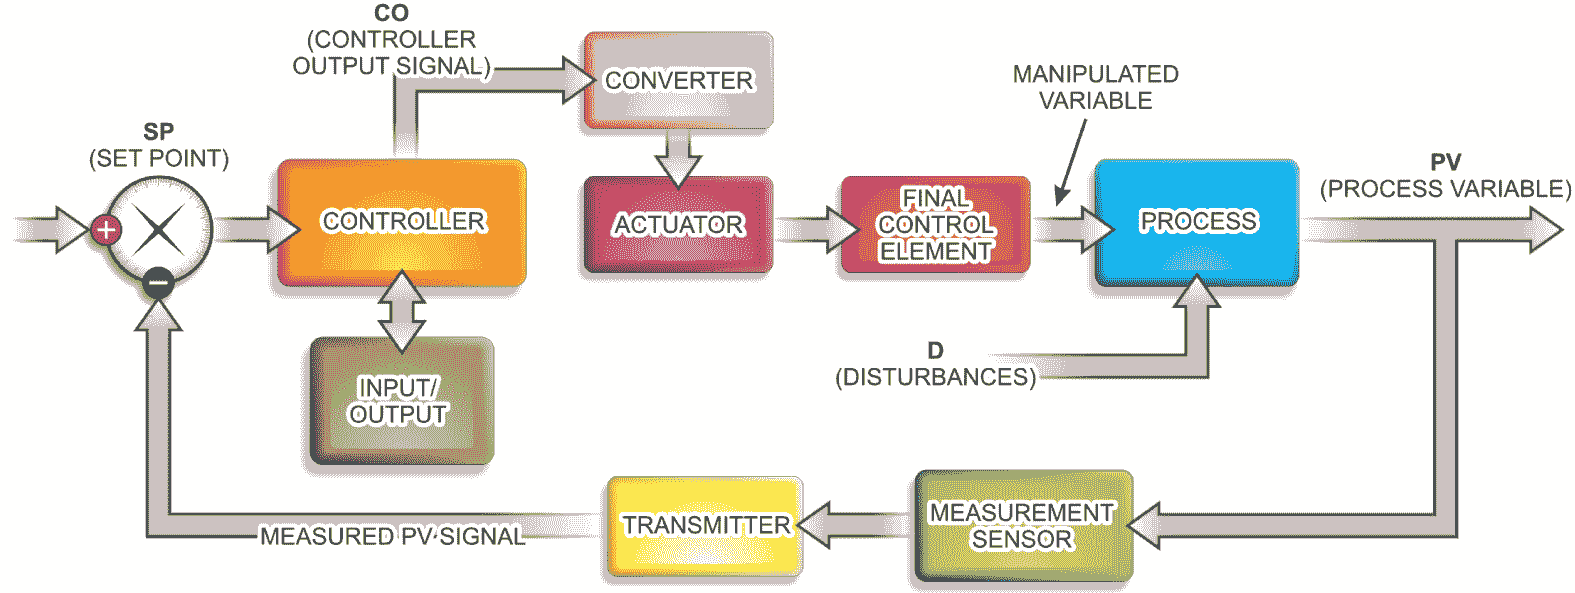 CO
(CONTROLLER
OUTPUT SIGNAL)
CONVERTER
MANIPULATED
VARIABLE
SP
(SET POINT)
PV
(PROCESS VARIABLE)
+
CONTROLLER
ACTUATOR
FINAL
CONTROL
ELEMENT
PROCESS
−
D
(DISTURBANCES)
INPUT/
OUTPUT
MEASURED PV SIGNAL
TRANSMITTER
MEASUREMENT
SENSOR